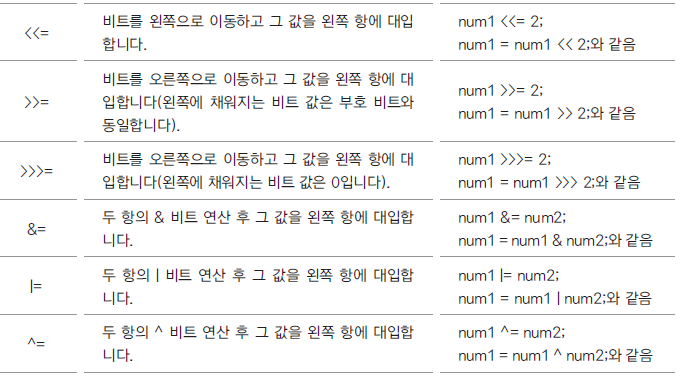 <<=
비트를 왼쪽으로 이동하고 그 값을 왼쪽 항에 대입
합니다.
num1 <<= 2;
num1 = num1 << 2;와 같음
>>=
비트를 오른쪽으로 이동하고 그 값을 왼쪽 항에 대
입합니다(왼쪽에 채워지는 비트 값은 부호 비트와
동일합니다).
num1 >>= 2;
num1 = num1 >> 2;와 같음
>>>=
비트를 오른쪽으로 이동하고 그 값을 왼쪽 항에 대
입합니다(왼쪽에 채워지는 비트 값은 0입니다).
num1 >>>= 2;
num1 = num1 >>> 2;와 같음
&=
두 항의 & 비트 연산 후 그 값을 왼쪽 항에 대입합
니다.
num1 &= num2;
num1 = num1 & num2;와 같음
|=
두 항의 | 비트 연산 후 그 값을 왼쪽 항에 대입합
니다.
num1 |= num2;
num1 = num1 | num2;와 같음
^=
두 항의 ^ 비트 연산 후 그 값을 왼쪽 항에 대입합
니다.
num1 ^= num2;
num1 = num1 ^ num2;와 같음